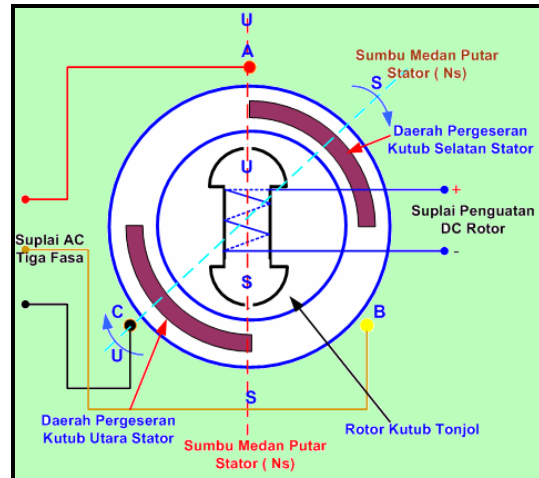 U
A
Sumbu Medan Putar
Stator ( Ns)
S
Daerah Pergeseran
Kutub Selatan Stator
U
+
Suplai Penguatan
DC Rotor
-
Suplai AC
Tiga Fasa
$
C
B
U
S
Daerah Pergeseran
Kutub Utara Stator
Rotor Kutub Tonjol
Sumbu Medan Putar
Stator ( Ns)